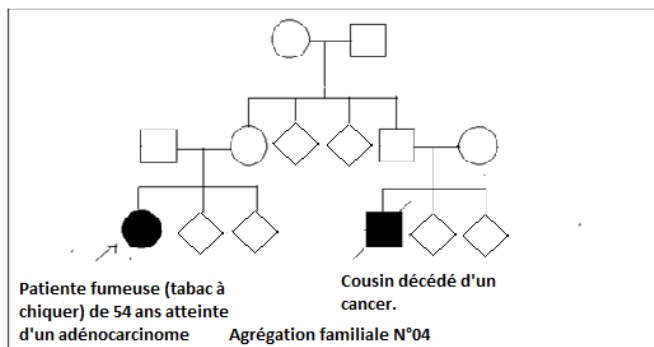 Patiente fumeuse (tabac à
chiquer) de 54 ans atteinte
d'un adénocarcinome
Cousin décédé d'un
cancer.
Agrégation familiale N°04